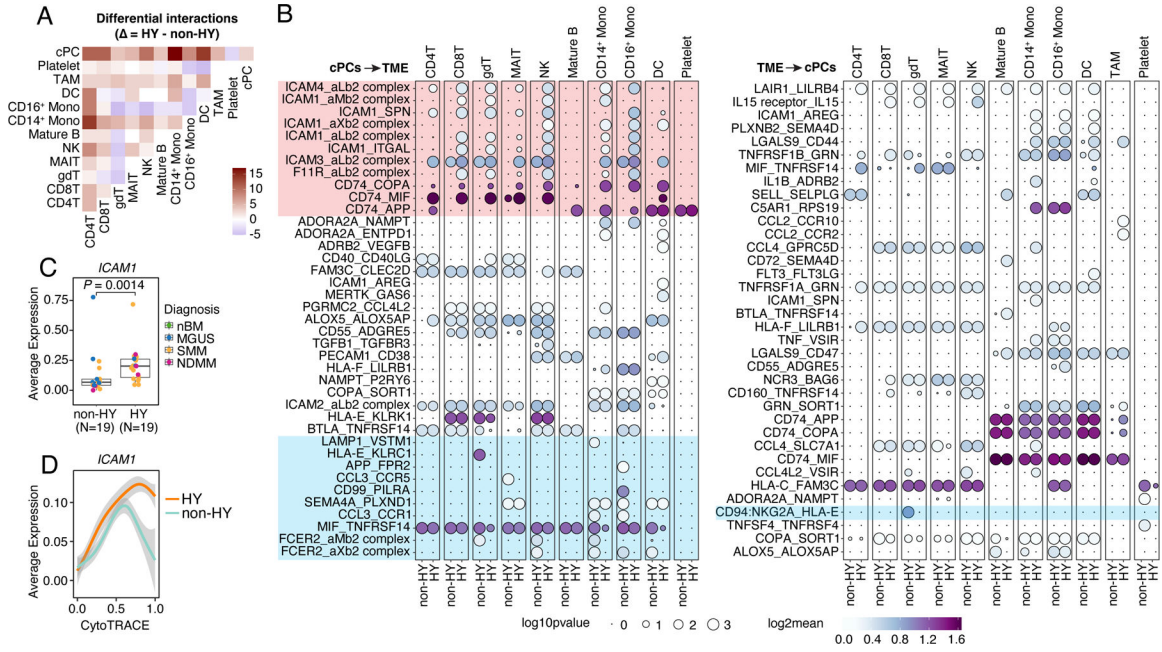 A
Differential interactions
(Δ = HY - non-HY)
cPC
Platelet
TAM
DC
CD16⁺ Mono
CD14⁺ Mono
Mature B
NK
MAIT
gdT
CD8T
CD4T
CD4T
CD8T
gdT
MAIT
NK
Mature B
CD14⁺ Mono
CD16⁺ Mono
DC
TAM
Platelet
cPC
15
10
5
0
-5
C
ICAM1
P = 0.0014
Average Expression
0.75
0.50
0.25
0.00
non-HY
(N=19)
HY
(N=19)
Diagnosis
nBM
MGUS
SMM
NDMM
D
ICAM1
Average Expression
0.10
0.05
0.00
0.0
0.5
1.0
CytoTRACE
HY
non-HY
B
cPCs → TME
CD4T
CD8T
gdT
MAIT
NK
Mature B
CD14⁺ Mono
CD16⁺ Mono
DC
Platelet
ICAM4_aLb2 complex
ICAM1_aMb2 complex
ICAM1_SPN
ICAM1_aXb2 complex
ICAM1_aLb2 complex
ICAM1_ITGAL
ICAM3_aLb2 complex
F11R_aLb2 complex
CD74_COPA
CD74_MIF
CD74_APP
ADORA2A_NAMPT
ADORA2A_ENTPD1
ADRB2_VEGFB
CD40_CD40LG
FAM3C_CLEC2D
ICAM1_AREG
MERTK_GAS6
PGRMC2_CCL4L2
ALOX5_ALOX5AP
CD55_ADGRE5
TGFB1_TGFBR3
PECAM1_CD38
HLA-F_LILRB1
NAMPT_P2RY6
COPA_SORT1
ICAM2_aLb2 complex
HLA-E_KLRK1
BTLA_TNFRSF14
LAMP1_VSTM1
HLA-E_KLRC1
APP_FPR2
CCL3_CCR5
CD99_PILRA
SEMA4A_PLXND1
CCL3_CCR1
MIF_TNFRSF14
FCER2_aMb2 complex
FCER2_aXb2 complex
non-HY HY non-HY HY non-HY HY non-HY HY non-HY HY non-HY HY non-HY HY non-HY HY non-HY HY non-HY HY
TME → cPCs
CD4T
CD8T
gdT
MAIT
NK
Mature B
CD14⁺ Mono
CD16⁺ Mono
DC
TAM
Platelet
LAIR1_LILRB4
IL15 receptor_IL15
ICAM1_AREG
PLXNB2_SEMA4D
LGALS9_CD44
TNFRSF1B_GRN
MIF_TNFRSF14
IL1B_ADRB2
SELL_SELPLG
C5AR1_RPS19
CCL2_CCR10
CCL2_CCR2
CCL4_GPRC5D
CD72_SEMA4D
FLT3_FLT3LG
TNFRSF1A_GRN
ICAM1_SPN
BTLA_TNFRSF14
HLA-F_LILRB1
TNF_VSIR
LGALS9_CD47
CD55_ADGRE5
NCR3_BAG6
CD160_TNFRSF14
GRN_SORT1
CD74_APP
CD74_COPA
CCL4_SLC7A1
CD74_MIF
CCL4L2_VSIR
HLA-C_FAM3C
ADORA2A_NAMPT
CD94:NKG2A_HLA-E
TNFSF4_TNFRSF4
COPA_SORT1
ALOX5_ALOX5AP
non-HY HY non-HY HY non-HY HY non-HY HY non-HY HY non-HY HY non-HY HY non-HY HY non-HY HY non-HY HY non-HY HY
log10pvalue
0
1
2
3
log2mean
0.0
0.4
0.8
1.2
1.6